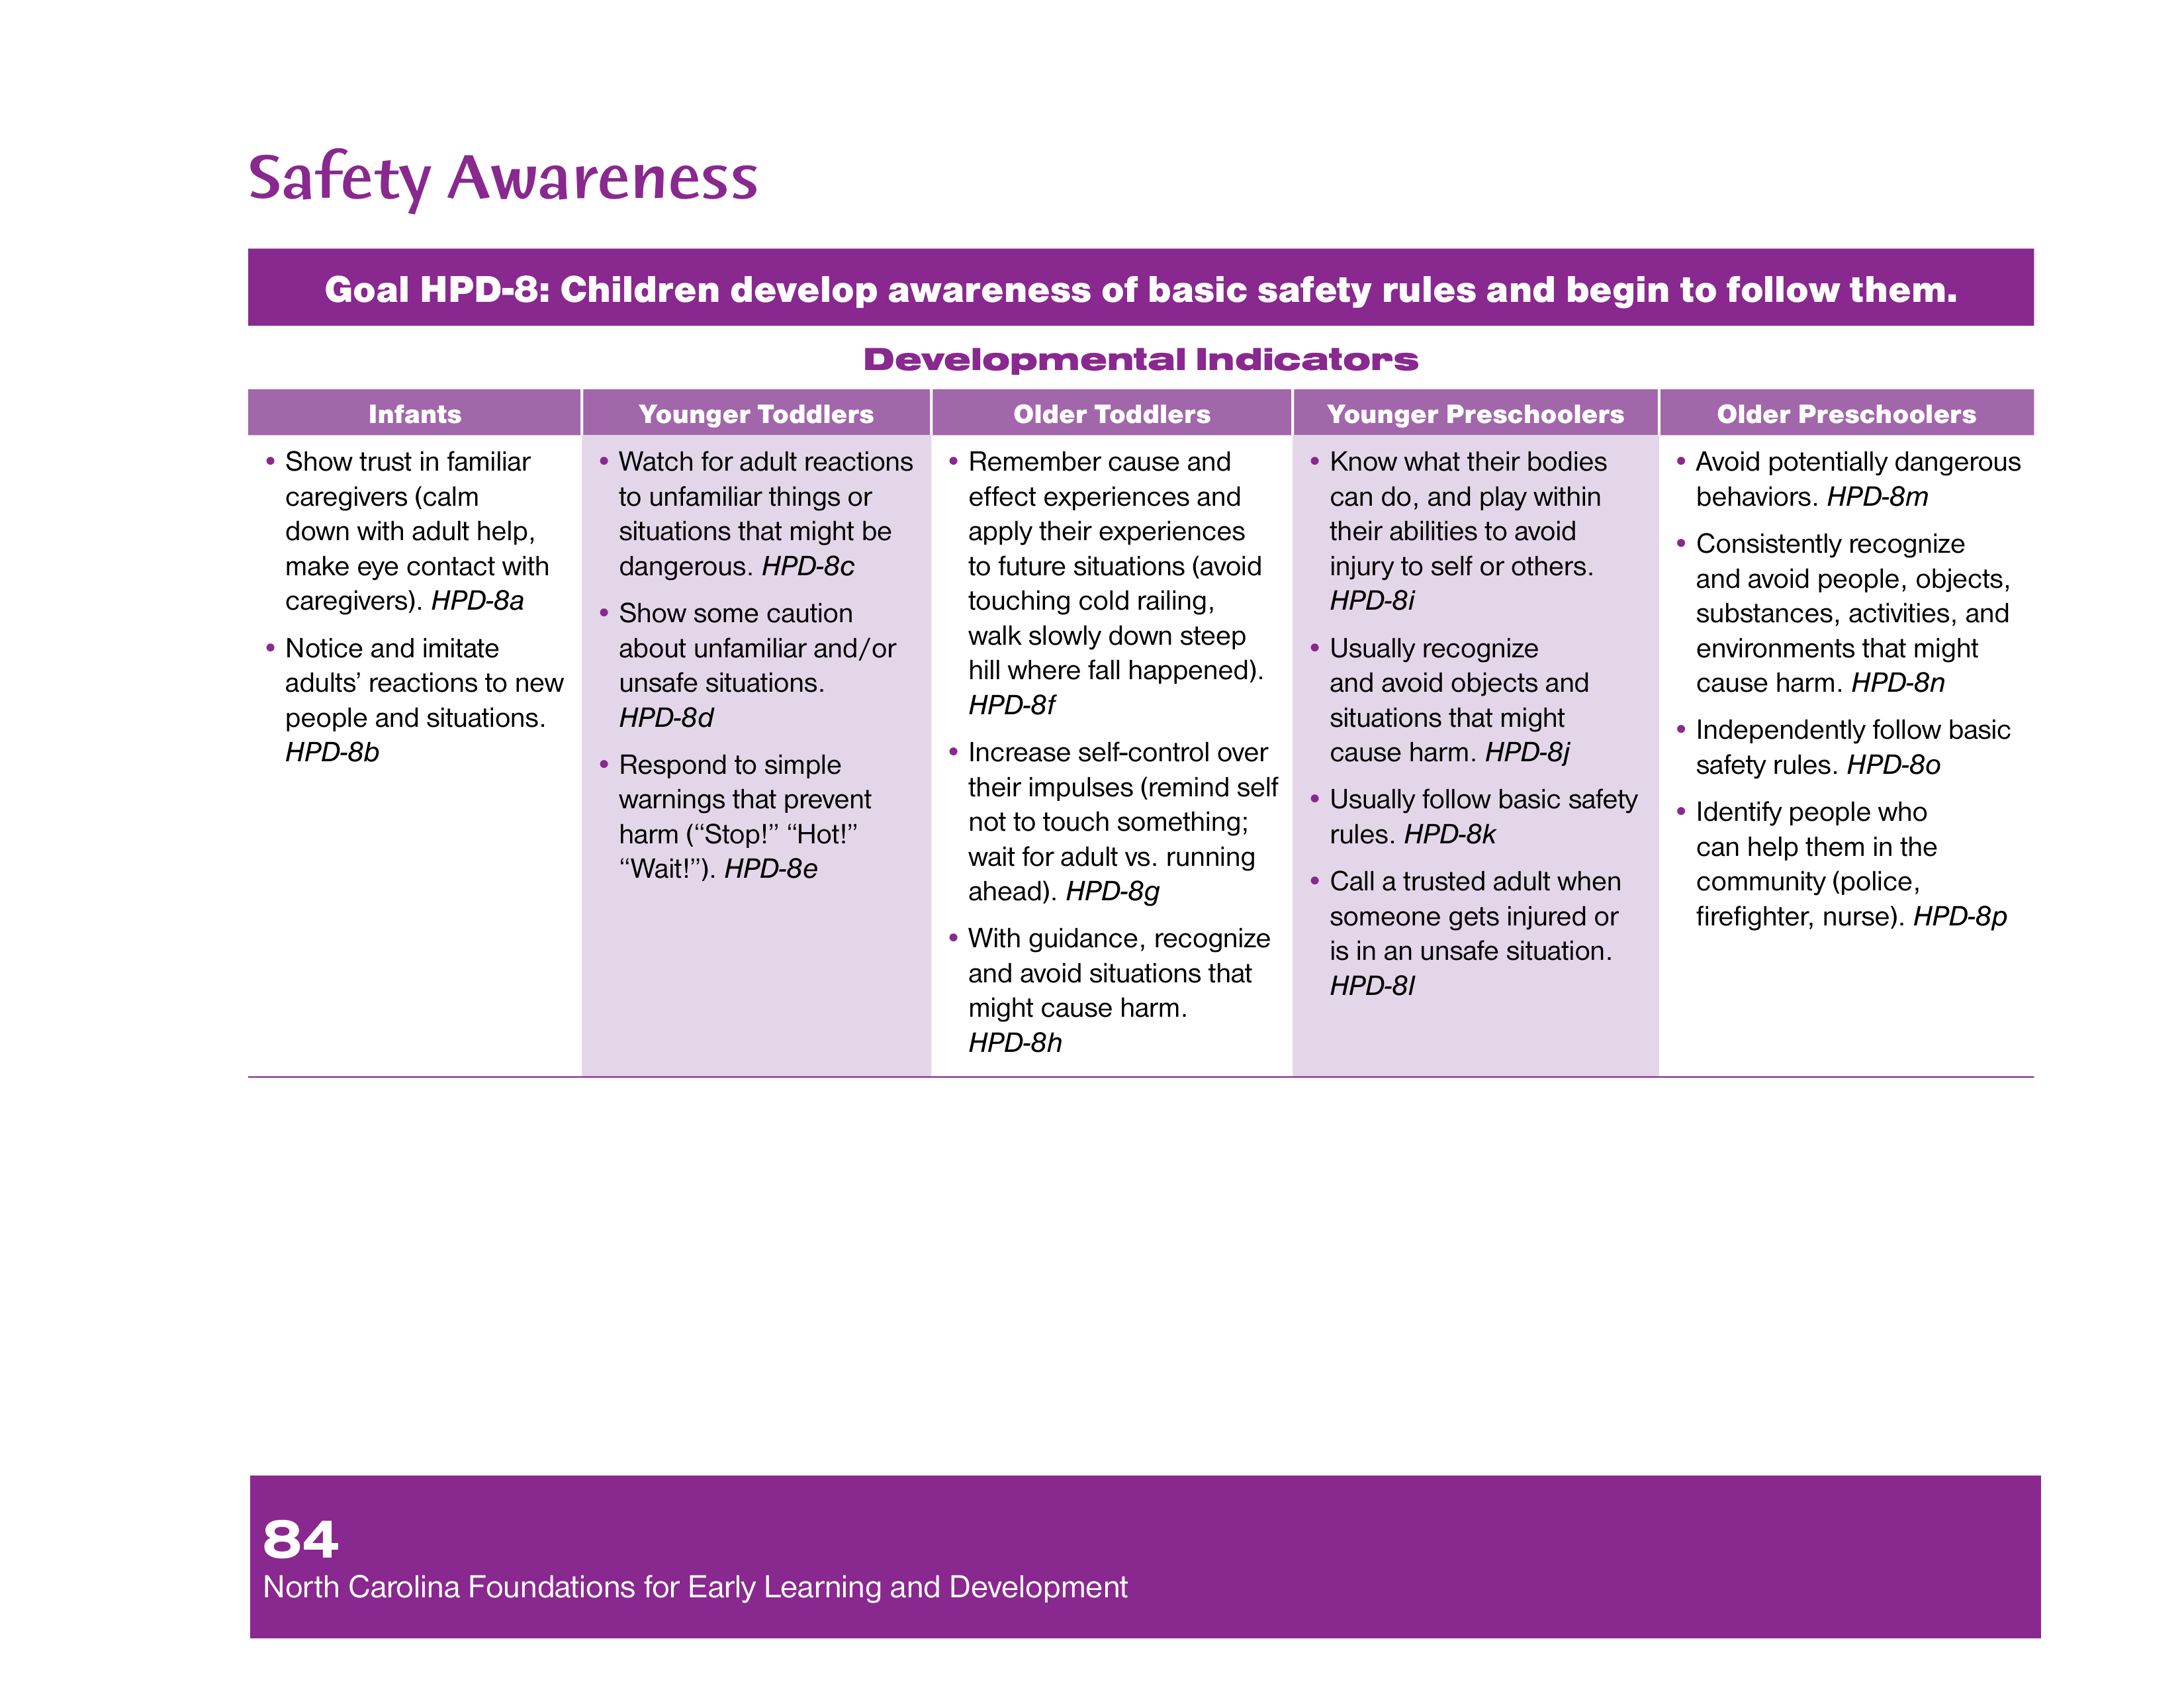 Safety Awareness
Goal HPD-8: Children develop awareness of basic safety rules and begin to follow them.
Developmental Indicators
Infants
• Show trust in familiar
caregivers (calm
down with adult help,
make eye contact with
caregivers). HPD-8a
• Notice and imitate
adults’ reactions to new
people and situations.
HPD-8b
Younger Toddlers
• Watch for adult reactions
to unfamiliar things or
situations that might be
dangerous. HPD-8c
• Show some caution
about unfamiliar and/or
unsafe situations.
HPD-8d
• Respond to simple
warnings that prevent
harm (“Stop!” “Hot!”
“Wait!”). HPD-8e
Older Toddlers
• Remember cause and
effect experiences and
apply their experiences
to future situations (avoid
touching cold railing,
walk slowly down steep
hill where fall happened).
HPD-8f
• Increase self-control over
their impulses (remind self
not to touch something;
wait for adult vs. running
ahead). HPD-8g
• With guidance, recognize
and avoid situations that
might cause harm.
HPD-8h
Younger Preschoolers
• Know what their bodies
can do, and play within
their abilities to avoid
injury to self or others.
HPD-8i
• Usually recognize
and avoid objects and
situations that might
cause harm. HPD-8j
• Usually follow basic safety
rules. HPD-8k
• Call a trusted adult when
someone gets injured or
is in an unsafe situation.
HPD-8l
Older Preschoolers
• Avoid potentially dangerous
behaviors. HPD-8m
• Consistently recognize
and avoid people, objects,
substances, activities, and
environments that might
cause harm. HPD-8n
• Independently follow basic
safety rules. HPD-8o
• Identify people who
can help them in the
community (police,
firefighter, nurse). HPD-8p
84
North Carolina Foundations for Early Learning and Development